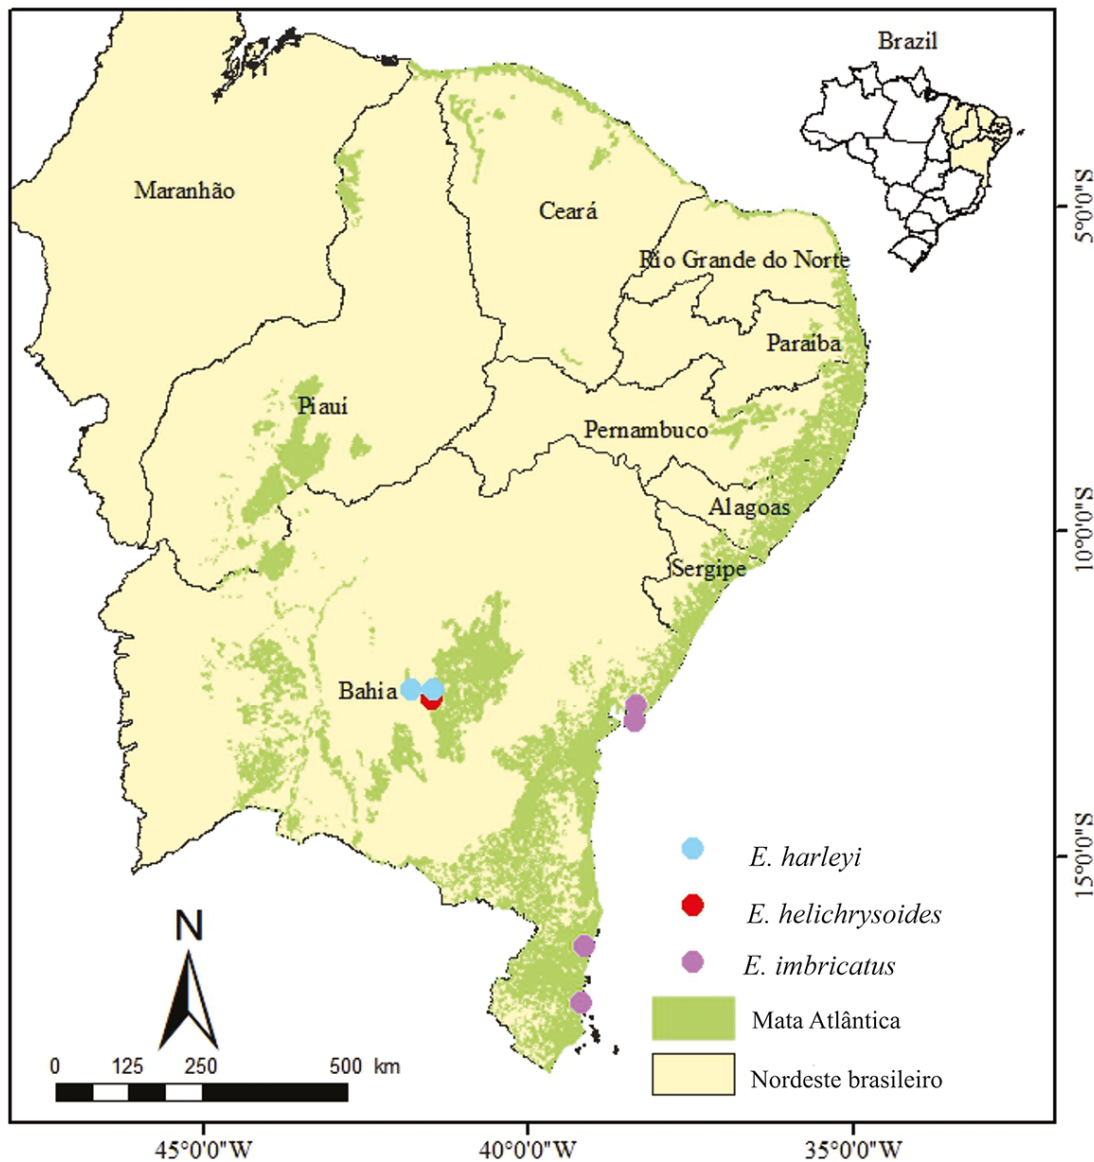 Brazil
Maranhão
Ceará
5°0'0"S
Rio Grande do Norte
Paraíba
Piauí
Pernambuco
Alagoas
10°0'0"S
Sergipe
Bahia
E. harleyi
15°0'0"S
E. helichrysoides
N
E. imbricatus
Mata Atlântica
0 125 250 500 km
Nordeste brasileiro
45°0'0"W 40°0'0"W 35°0'0"W